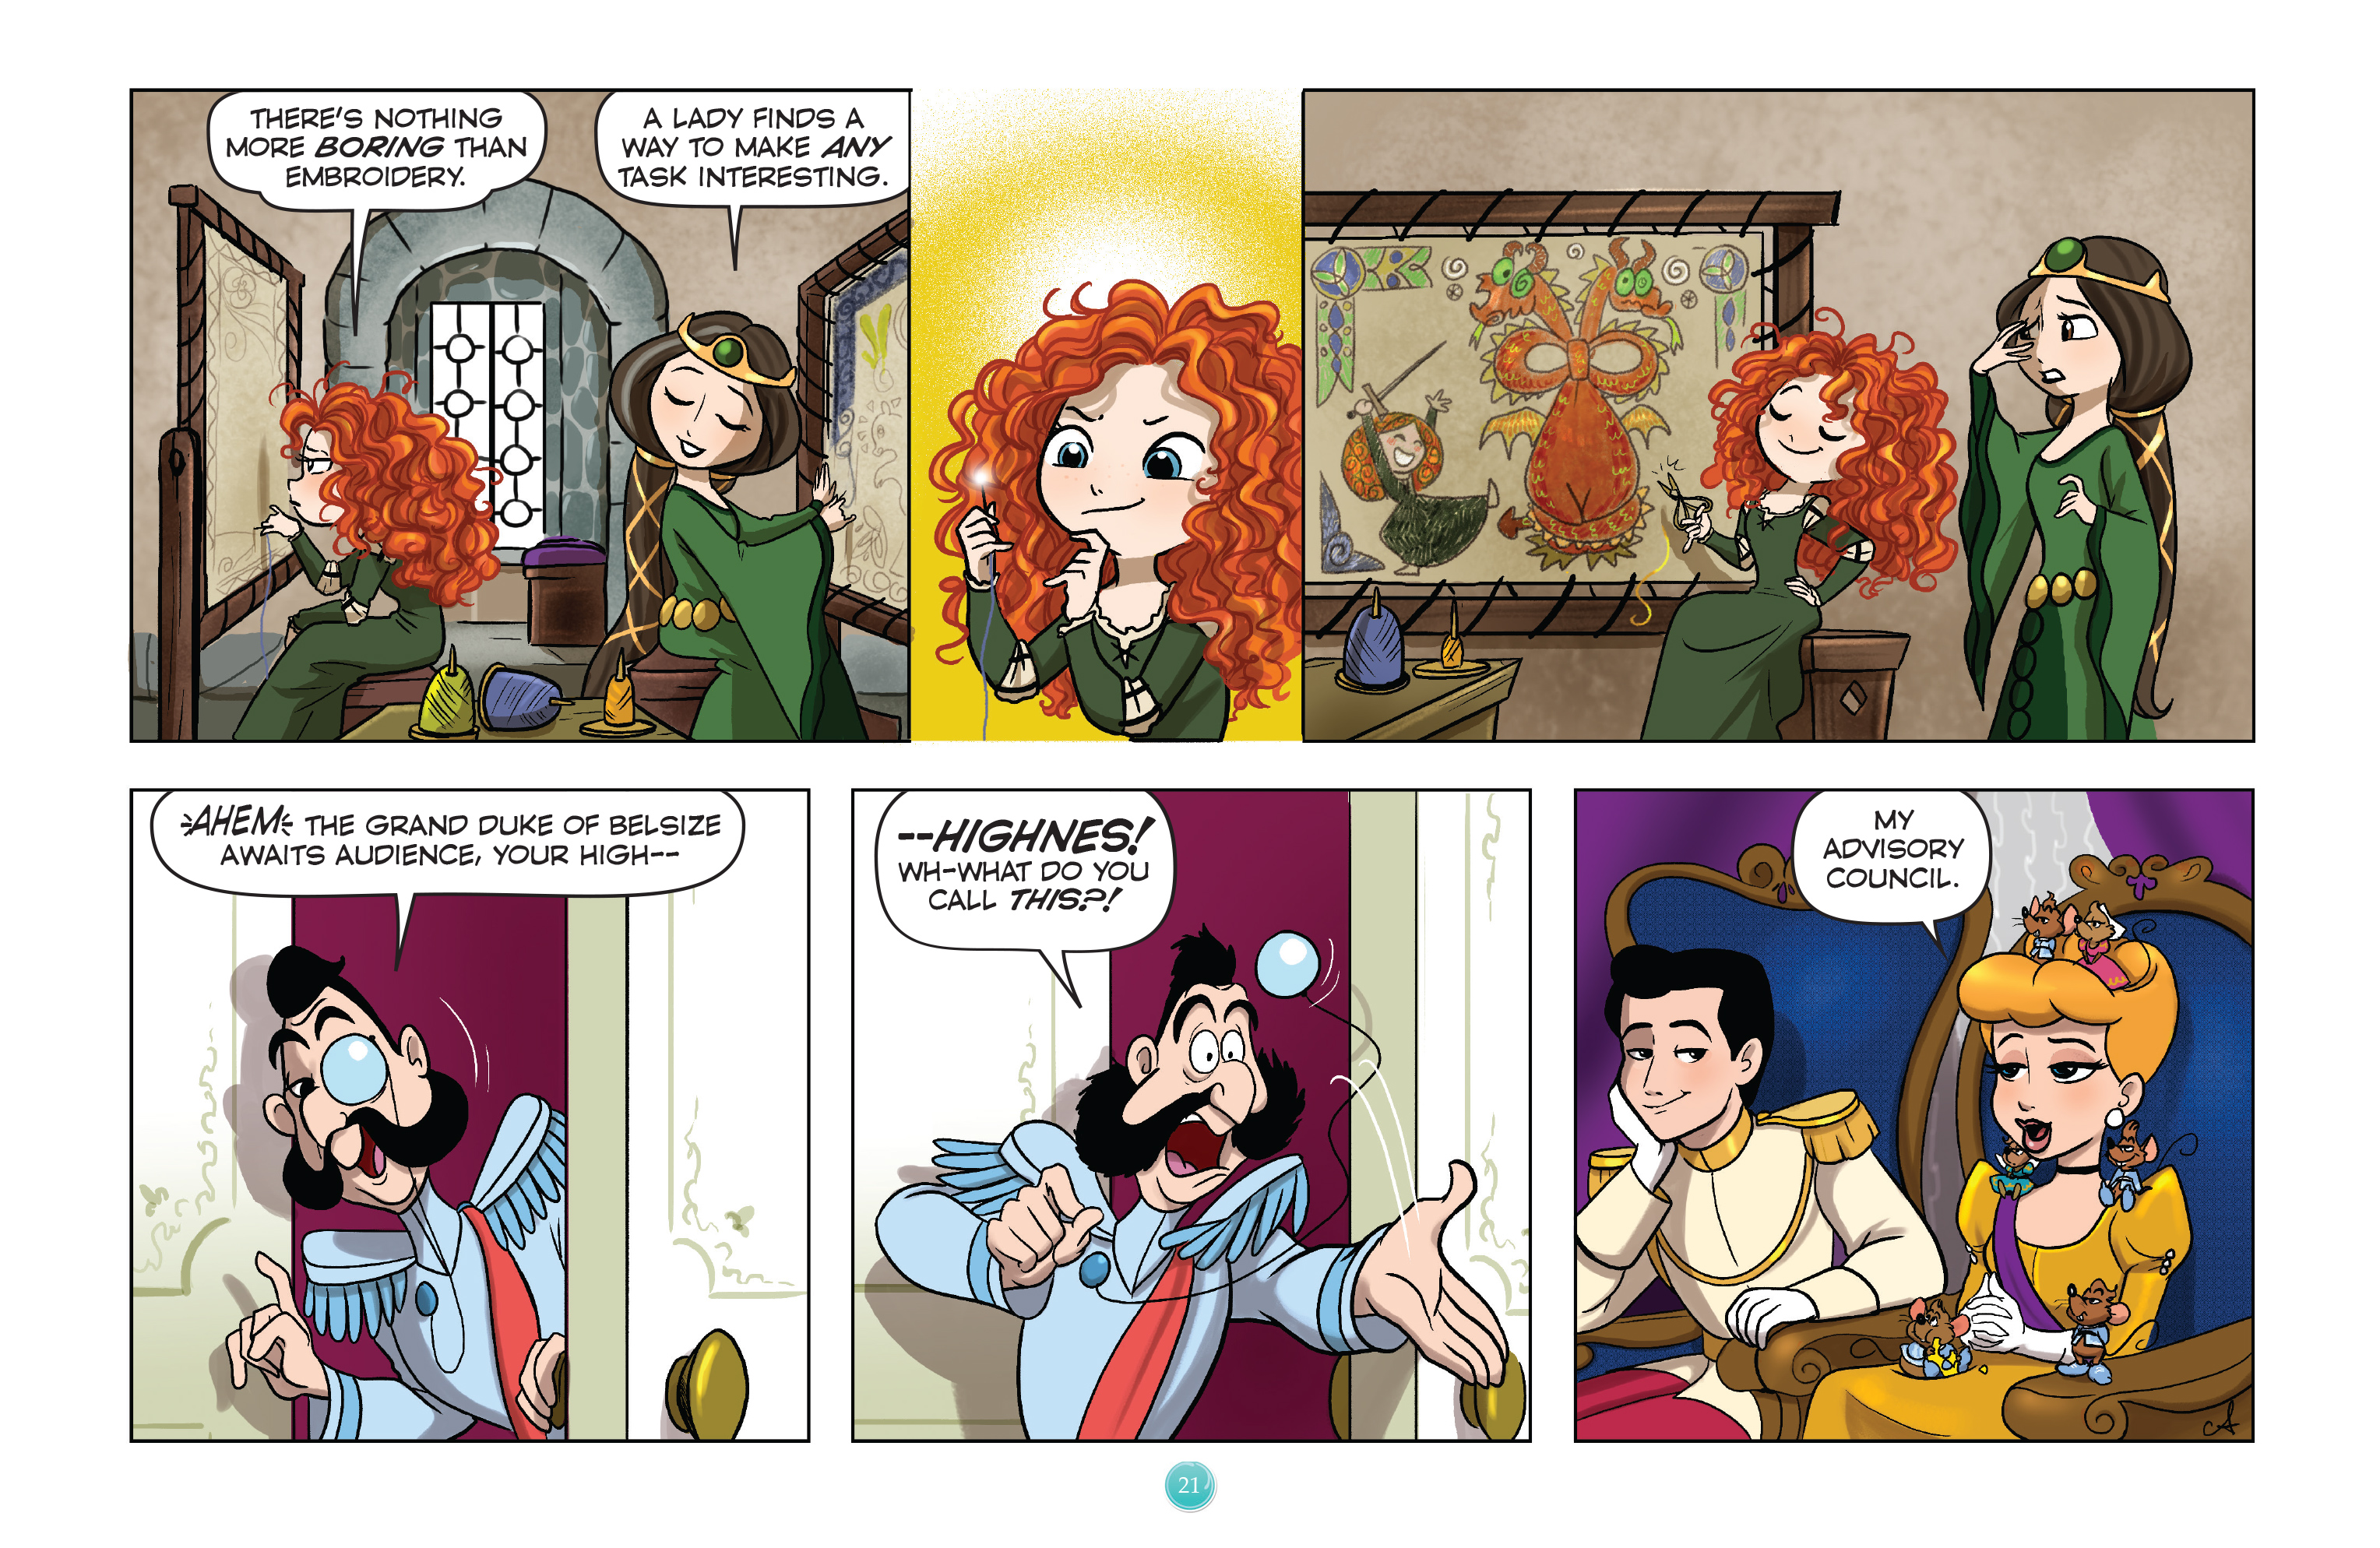 THERE'S NOTHING
MORE BORING THAN
EMBROIDERY.
A LADY FINDS A
WAY TO MAKE ANY
TASK INTERESTING.
AHEM THE GRAND DUKE OF BELSIZE
AWAITS AUDIENCE, YOUR HIGH--
--HIGHNES!
WH-WHAT DO YOU
CALL THIS?!
MY
ADVISORY
COUNCIL.
21